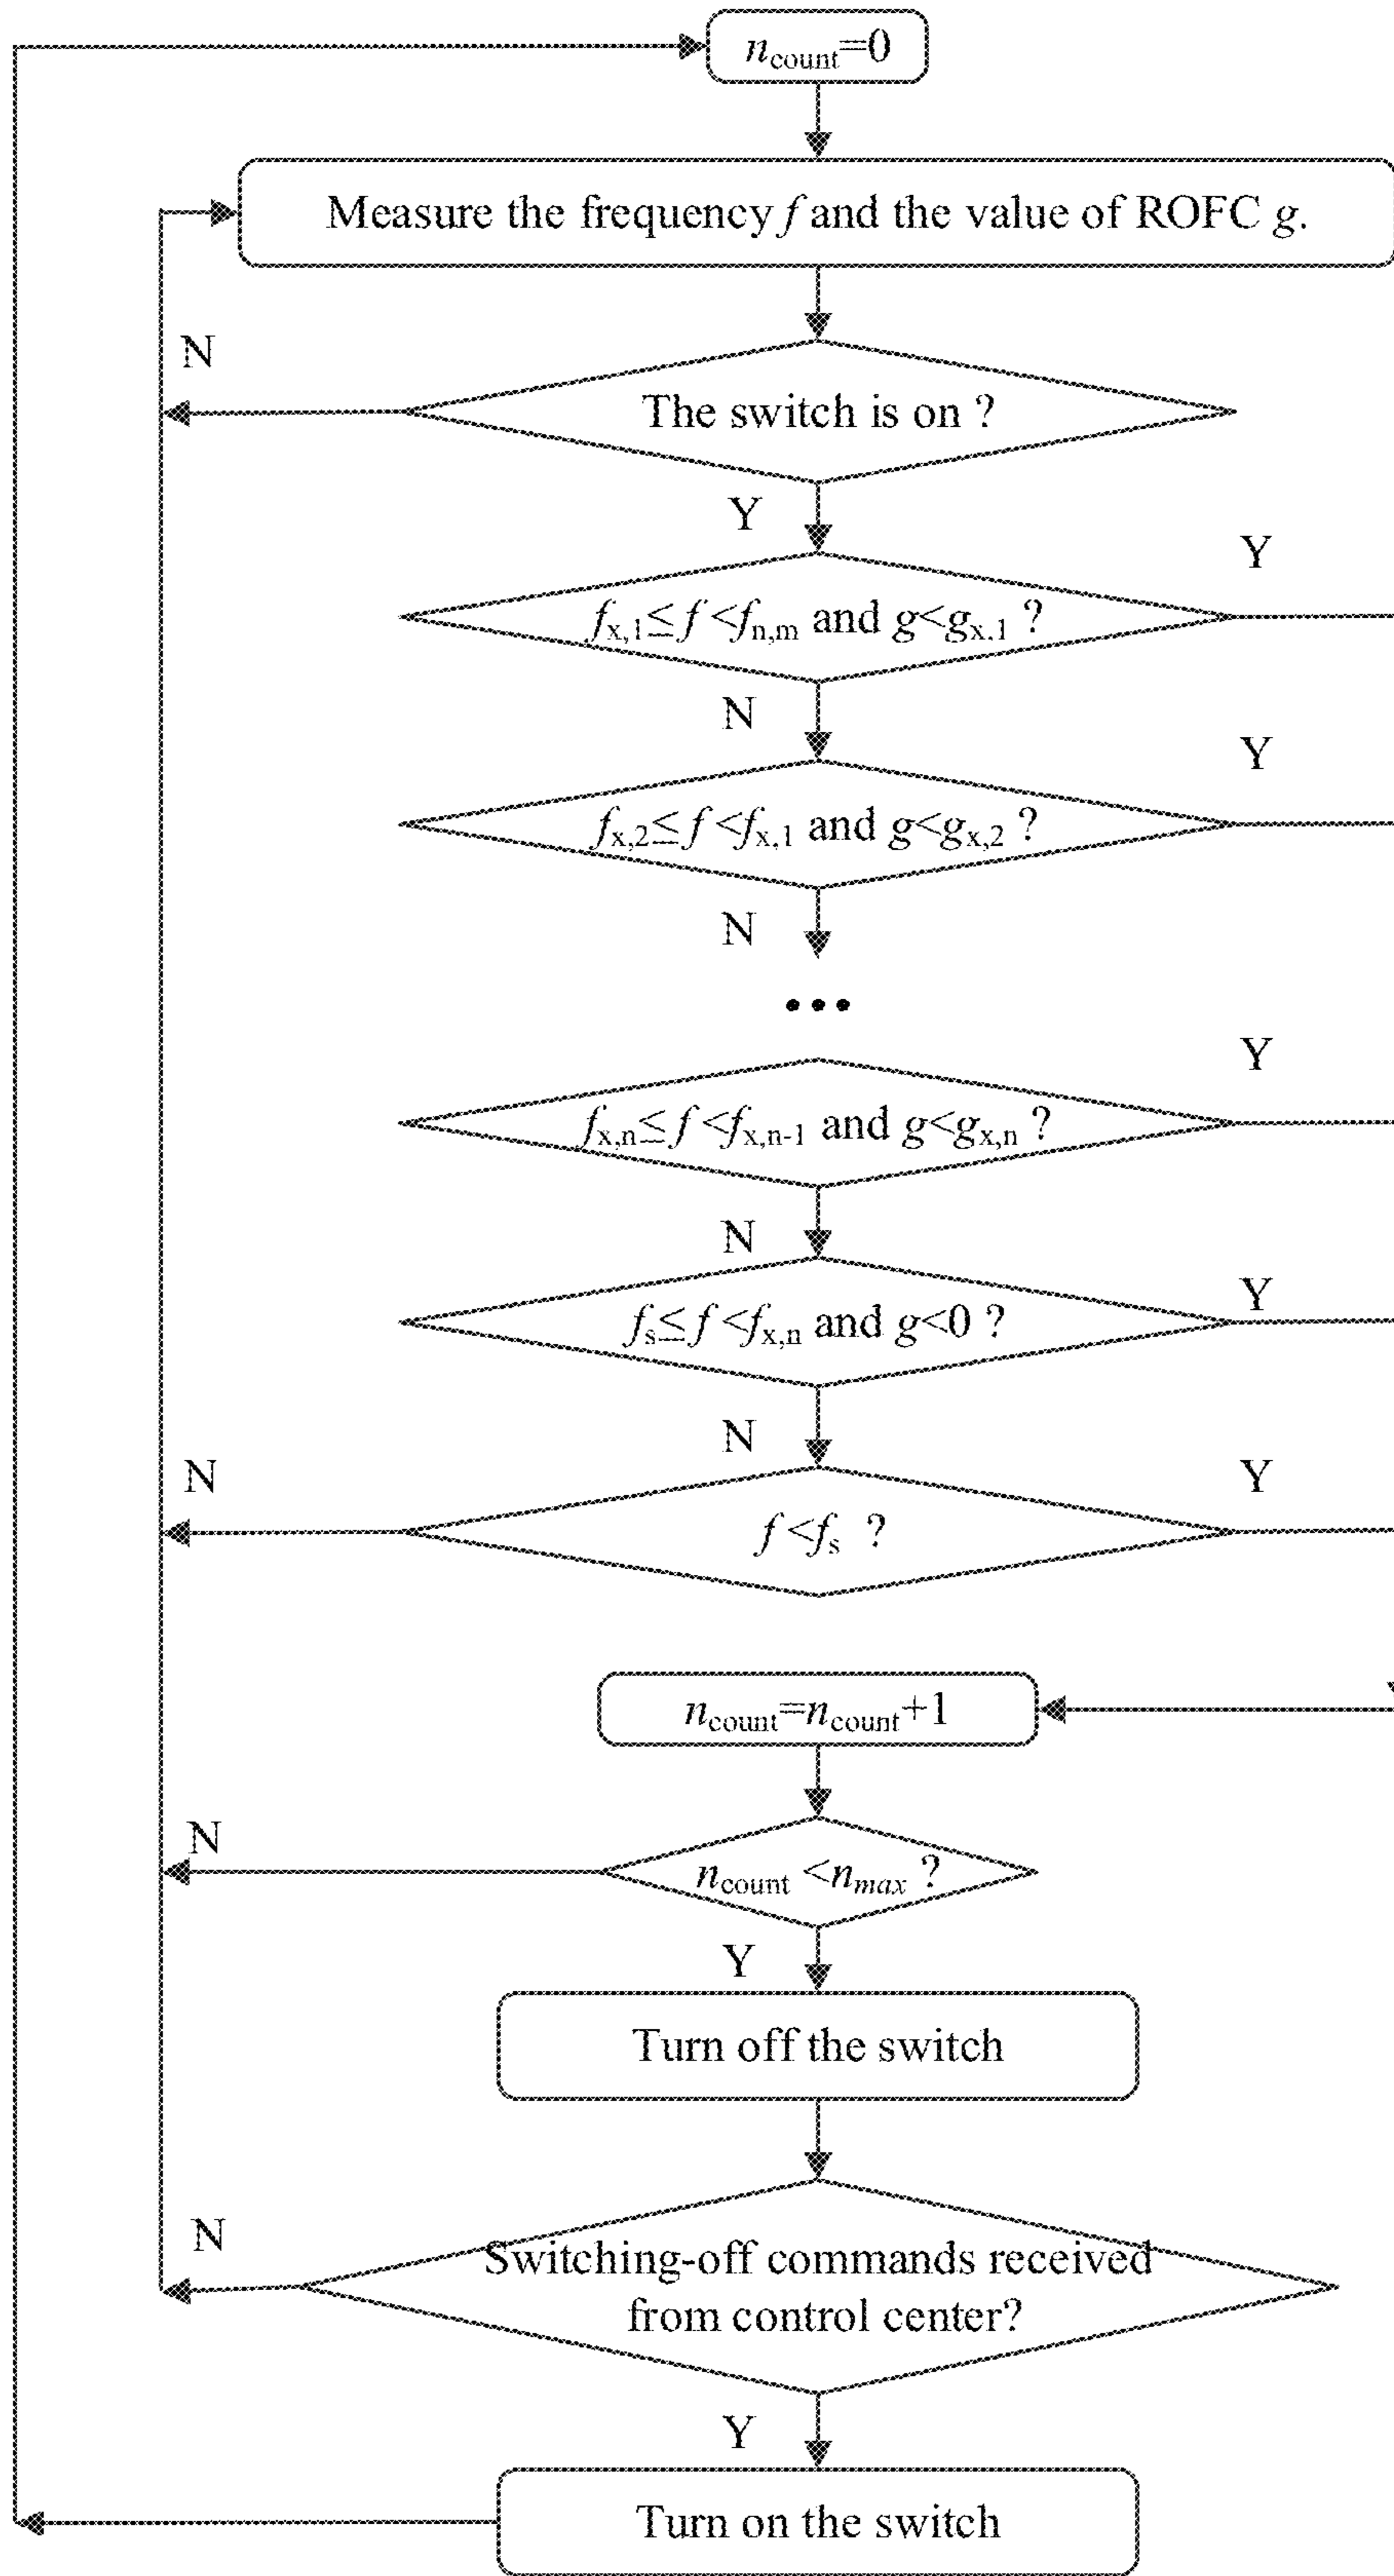 n_count=0
Measure the frequency f and the value of ROFC g.
N
The switch is on ?
Y
Y
f_x,1≤f<f_n,m and g<g_x,1 ?
N
Y
f_x,2≤f<f_x,1 and g<g_x,2 ?
N
•••
Y
f_x,n≤f<f_x,n-1 and g<g_x,n ?
N
Y
f_s≤f<f_x,n and g<0 ?
N
N
Y
f<f_s ?
n_count=n_count+1
N
n_count<n_max ?
Y
Turn off the switch
N
Switching-off commands received
from control center?
Y
Turn on the switch